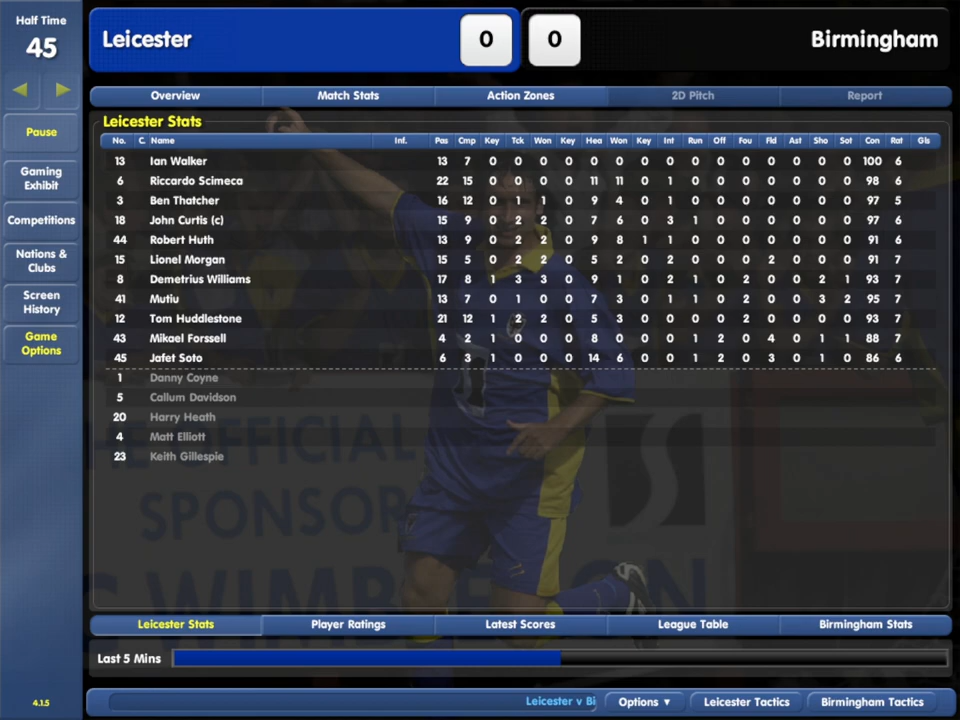 Half Time
45
Pause
Gaming
Exhibit
Competitions
Nations &
Clubs
Screen
History
Game
Options
4.1.5
Leicester 0 0 Birmingham
Overview Match Stats Action Zones 2D Pitch Report
Leicester Stats
No. C. Name Inf. Pas Cmp Key Tck Won Key Hea Won Key Int Run Off Fou Fld Ast Sho Sot Con Rat Gls
13 Ian Walker 13 7 0 0 0 0 0 0 0 0 0 0 0 0 0 0 0 100 6
6 Riccardo Scimeca 22 15 0 0 0 0 11 11 0 1 0 0 0 0 0 0 0 98 6
3 Ben Thatcher 16 12 0 1 1 0 9 4 0 1 0 0 0 0 0 0 0 97 5
18 John Curtis (c) 15 9 0 2 2 0 7 6 0 3 1 0 0 0 0 0 0 97 6
44 Robert Huth 13 9 0 2 2 0 9 8 1 1 0 0 0 0 0 0 0 91 6
15 Lionel Morgan 15 5 0 2 2 0 5 2 0 2 0 0 0 2 0 0 0 91 7
8 Demetrius Williams 17 8 1 3 3 0 9 1 0 2 1 0 2 0 0 2 1 93 7
41 Mutiu 13 7 0 1 0 0 7 3 0 1 1 0 2 0 0 3 2 95 7
12 Tom Huddlestone 21 12 1 2 2 0 5 3 0 0 0 0 2 0 0 0 0 93 7
43 Mikael Forssell 4 2 1 0 0 0 8 0 0 0 1 2 0 4 0 1 1 88 7
45 Jafet Soto 6 3 1 0 0 0 14 6 0 0 1 2 0 3 0 1 0 86 6
1 Danny Coyne
5 Callum Davidson
20 Harry Heath
4 Matt Elliott
23 Keith Gillespie
THE OFFICIAL
SPONSOR
WIMBLEDON
Leicester Stats Player Ratings Latest Scores League Table Birmingham Stats
Last 5 Mins
Leicester v Bi Options ▼ Leicester Tactics Birmingham Tactics